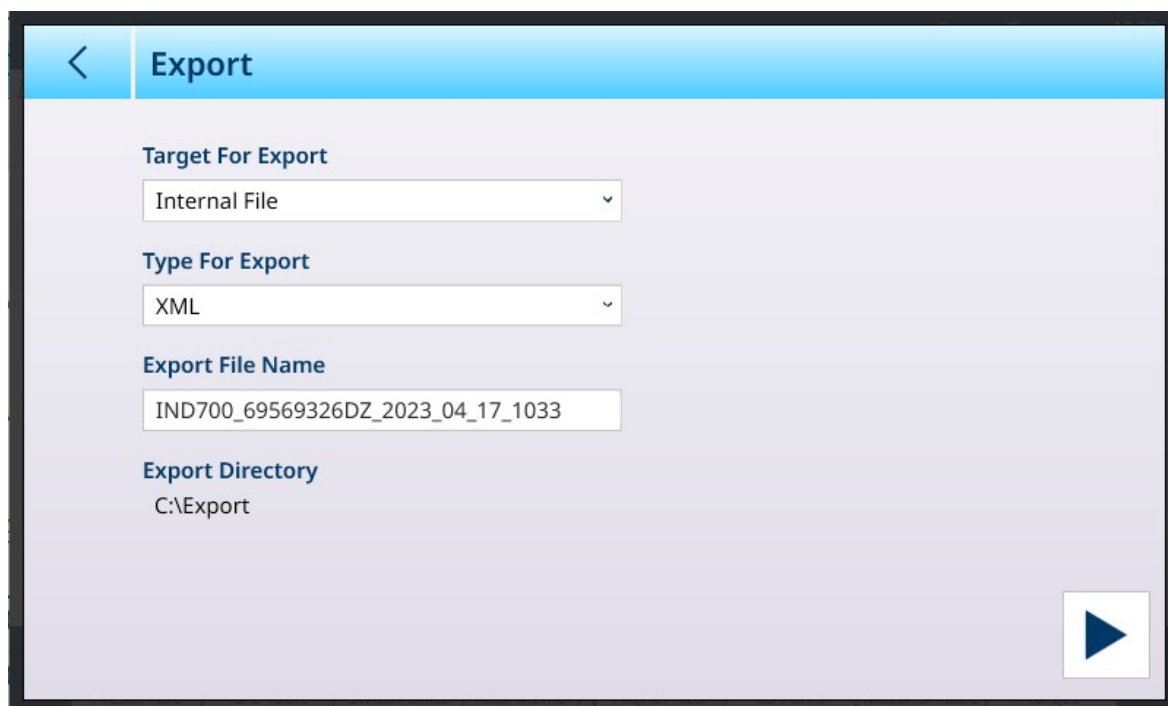 Export
Target For Export
Internal File
Type For Export
XML
Export File Name
IND700_69569326DZ_2023_04_17_1033
Export Directory
C:\Export